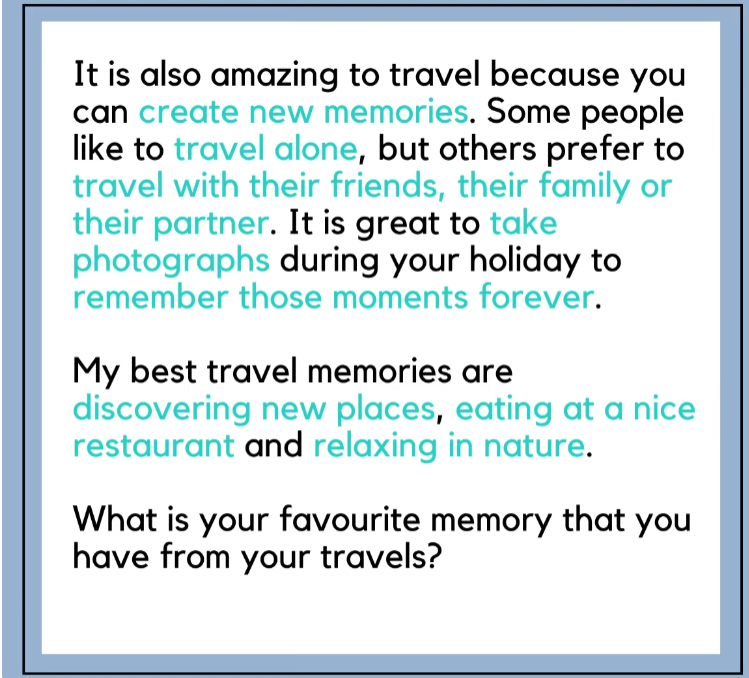 It is also amazing to travel because you
can create new memories. Some people
like to travel alone, but others prefer to
travel with their friends, their family or
their partner. It is great to take
photographs during your holiday to
remember those moments forever.
My best travel memories are
discovering new places, eating at a nice
restaurant and relaxing in nature.
What is your favourite memory that you
have from your travels?